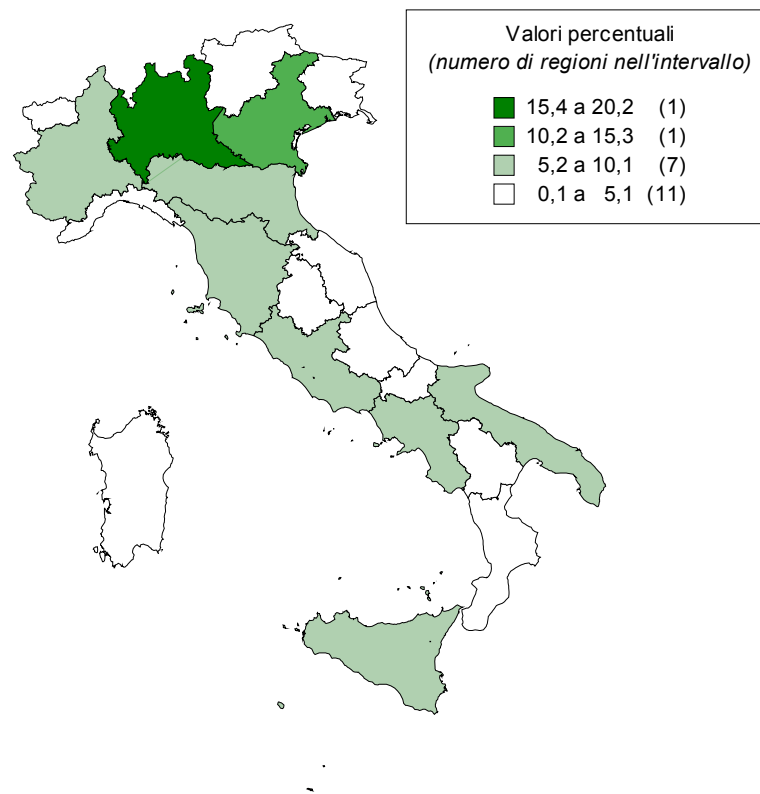 Valori percentuali
(numero di regioni nell'intervallo)
15,4 a 20,2 (1)
10,2 a 15,3 (1)
5,2 a 10,1 (7)
0,1 a 5,1 (11)